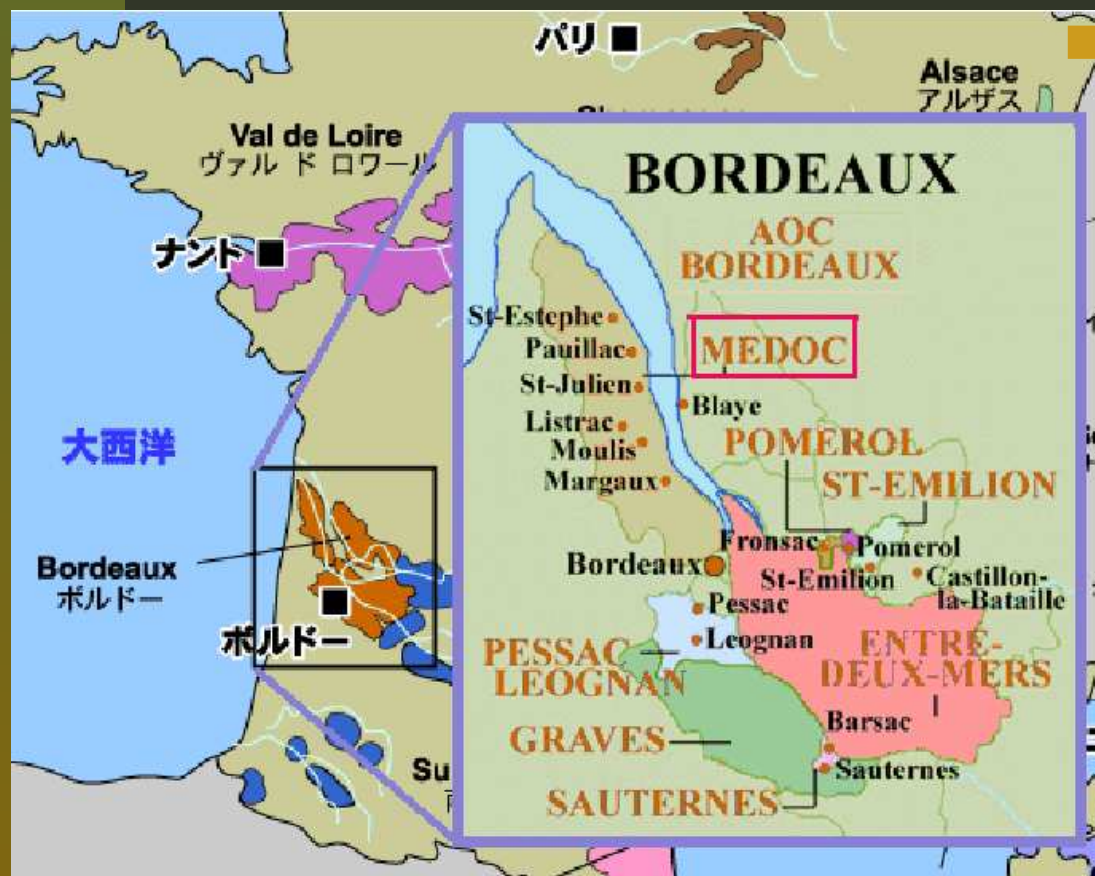 パリ
Alsace
アルザス
Val de Loire
ヴァル ド ロワール
ナント
大西洋
Bordeaux
ボルドー
ボルドー
Su
BORDEAUX
AOC
BORDEAUX
St-Estephe
Pauillac
MEDOC
St-Julien
Blaye
Listrac
Moulis
POMEROL
Margaux
ST-EMILION
Fronsac
Pomerol
Bordeaux
St-Emilion
Castillon-
la-Bataille
Pessac
Leognan
PESSAC
LEOGNAN
ENTRE-
DEUX-MERS
Barsac
GRAVES
Sauternes
SAUTERNES